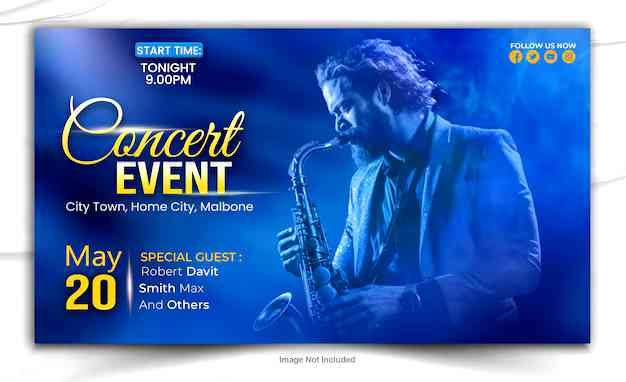 START TIME:
TONIGHT
9.00PM
FOLLOW US NOW
Concert
EVENT
City Town, Home City, Malbone
May
20
SPECIAL GUEST :
Robert Davit
Smith Max
And Others
Image Not Included